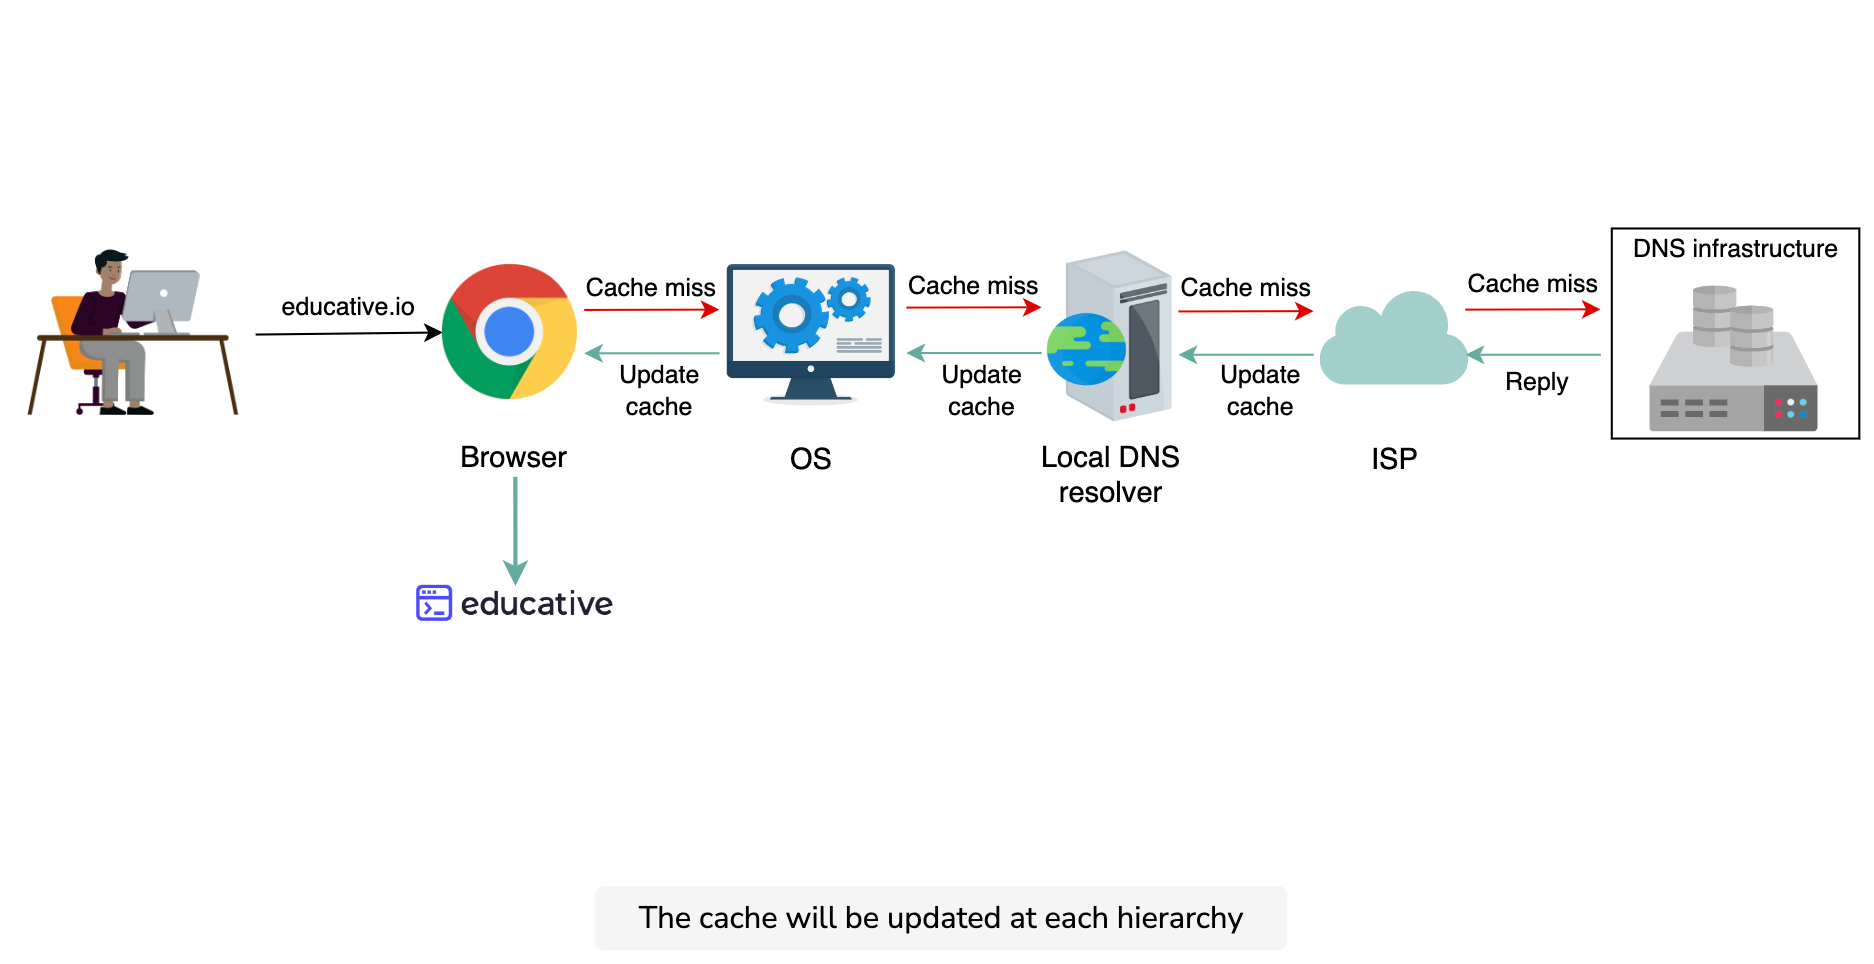 DNS infrastructure
educative.io
Cache miss
Cache miss
Cache miss
Cache miss
Update
cache
Update
cache
Update
cache
Reply
Browser
OS
Local DNS
resolver
ISP
educative
The cache will be updated at each hierarchy